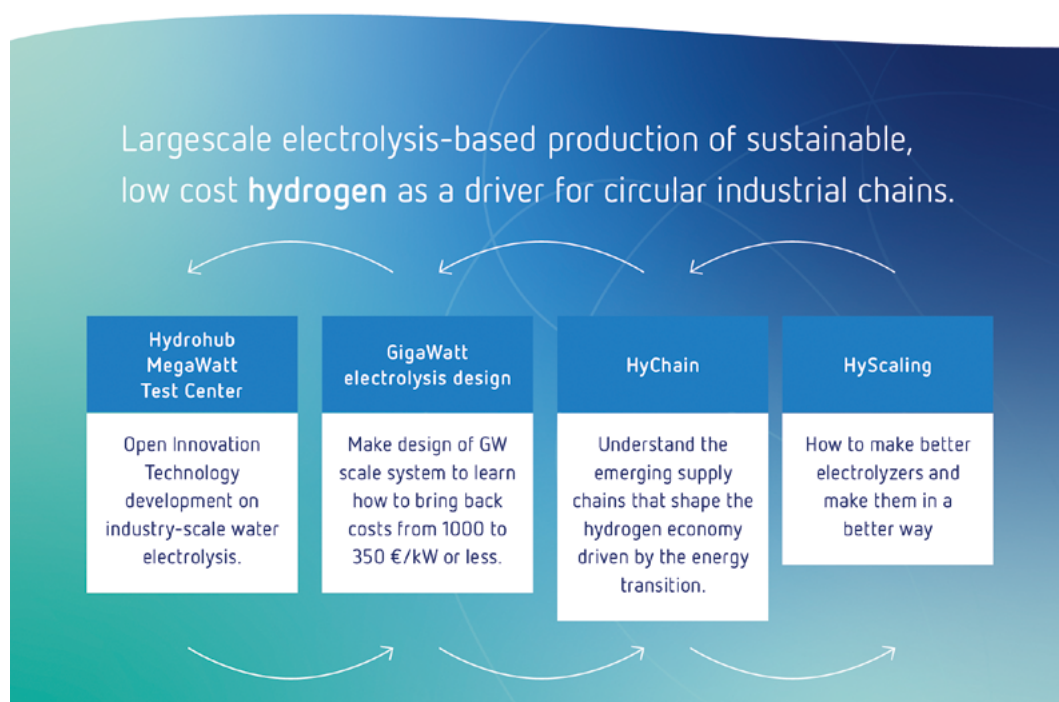 Largescale electrolysis-based production of sustainable,
low cost hydrogen as a driver for circular industrial chains.
Hydrohub
MegaWatt
Test Center
Open Innovation
Technology
development on
industry-scale water
electrolysis.
GigaWatt
electrolysis design
Make design of GW
scale system to learn
how to bring back
costs from 1000 to
350 €/kW or less.
HyChain
Understand the
emerging supply
chains that shape the
hydrogen economy
driven by the energy
transition.
HyScaling
How to make better
electrolyzers and
make them in a
better way